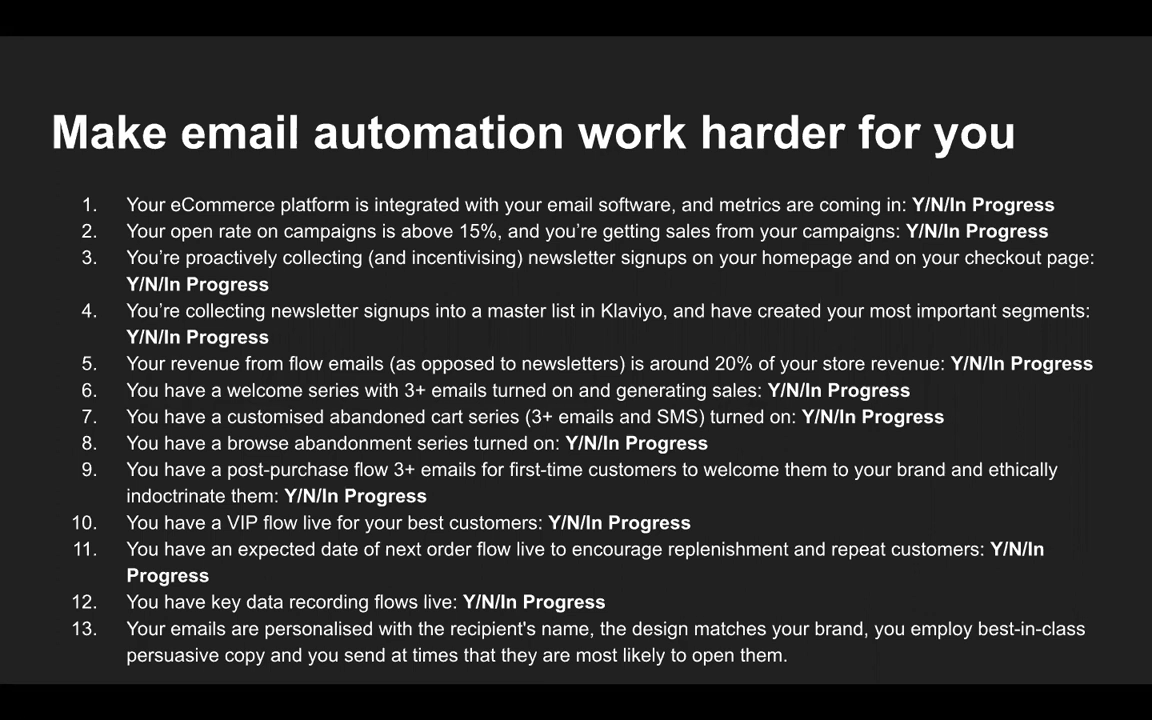 Make email automation work harder for you
1. Your eCommerce platform is integrated with your email software, and metrics are coming in: Y/N/In Progress
2. Your open rate on campaigns is above 15%, and you’re getting sales from your campaigns: Y/N/In Progress
3. You’re proactively collecting (and incentivising) newsletter signups on your homepage and on your checkout page:
Y/N/In Progress
4. You’re collecting newsletter signups into a master list in Klaviyo, and have created your most important segments:
Y/N/In Progress
5. Your revenue from flow emails (as opposed to newsletters) is around 20% of your store revenue: Y/N/In Progress
6. You have a welcome series with 3+ emails turned on and generating sales: Y/N/In Progress
7. You have a customised abandoned cart series (3+ emails and SMS) turned on: Y/N/In Progress
8. You have a browse abandonment series turned on: Y/N/In Progress
9. You have a post-purchase flow 3+ emails for first-time customers to welcome them to your brand and ethically
indoctrinate them: Y/N/In Progress
10. You have a VIP flow live for your best customers: Y/N/In Progress
11. You have an expected date of next order flow live to encourage replenishment and repeat customers: Y/N/In
Progress
12. You have key data recording flows live: Y/N/In Progress
13. Your emails are personalised with the recipient's name, the design matches your brand, you employ best-in-class
persuasive copy and you send at times that they are most likely to open them.